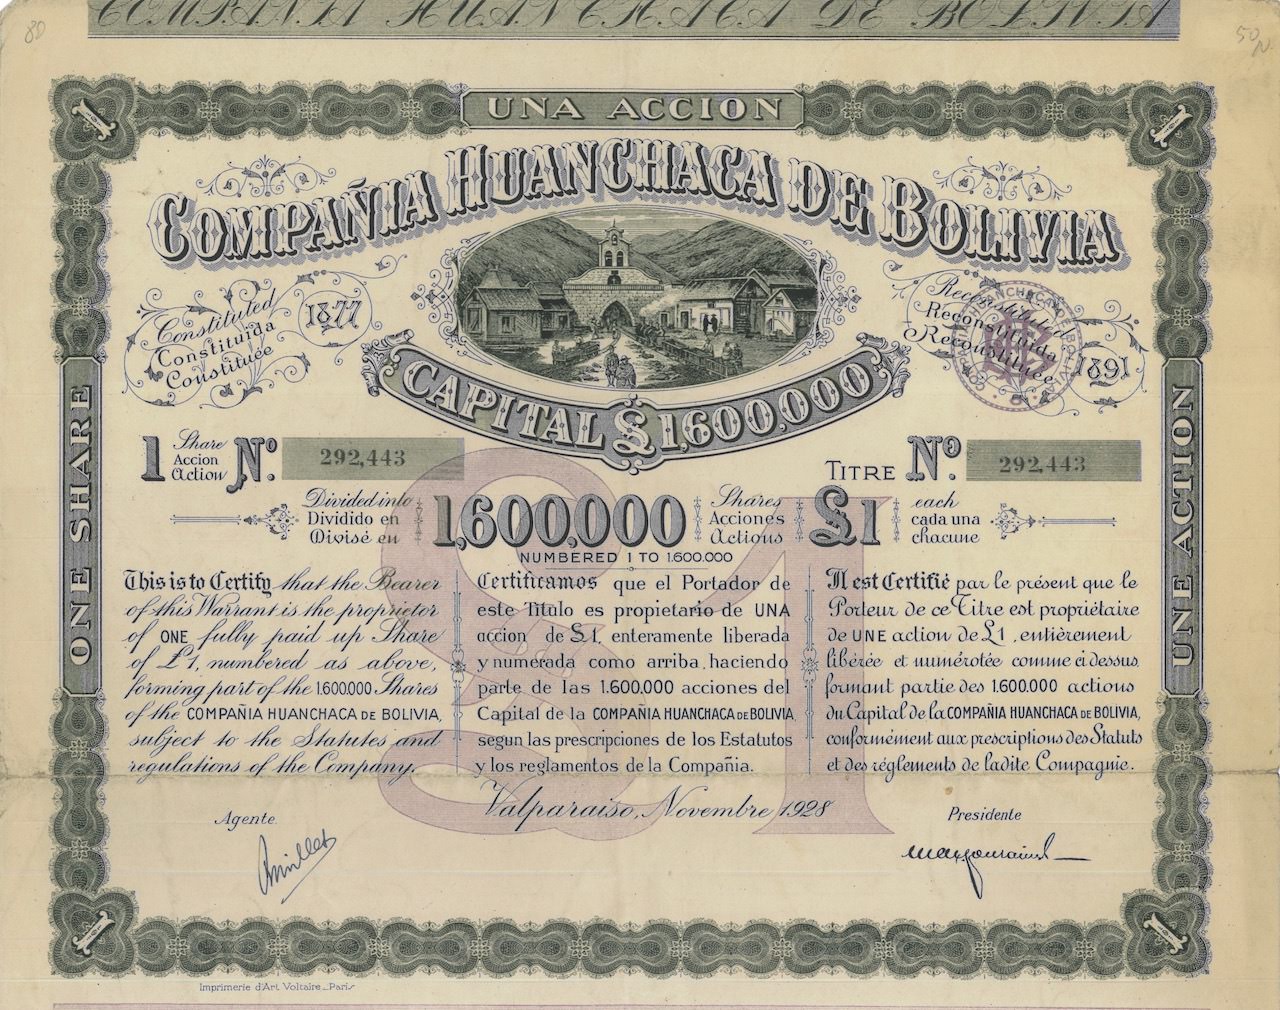 COMPAÑIA HUANCHACA DE BOLIVIA
80
50
UNA ACCION
1
1
COMPAÑIA HUANCHACA DE BOLIVIA
Constituted
Constituida
Constituée
1877
Reconstituted
Reconstituida
Reconstituée
1891
CAPITAL £ 1,600,000
1
Share
Accion
Action
Nº.
292,443
TITRE Nº
292,443
Divided into
Dividido en
Divisé en
1,600,000
Shares
Acciones
Actions
£1
each
cada una
chacune
NUMBERED 1 TO 1.600.000
ONE SHARE
UNE ACTION
This is to Certify that the Bearer
of this Warrant is the proprietor
of ONE fully paid up Share
of £1, numbered as above,
forming part of the 1.600.000 Shares
of the COMPAÑIA HUANCHACA DE BOLIVIA,
subject to the Statutes and
regulations of the Company.
Certificamos que el Portador de
este Titulo es propietario de UNA
accion de £1, enteramente liberada
y numerada como arriba, haciendo
parte de las 1.600.000 acciones del
Capital de la COMPAÑIA HUANCHACA DE BOLIVIA,
segun las prescripciones de los Estatutos
y los reglamentos de la Compañia.
Il est Certifié par le présent que le
Porteur de ce Titre est propriétaire
de UNE action de £1, entièrement
libérée et numérotée comme ci dessus,
formant partie des 1.600.000 actions
du Capital de la COMPAÑIA HUANCHACA DE BOLIVIA,
conformément aux prescriptions des Statuts
et des réglements de ladite Compagnie.
£1
Valparaiso, Novembre 1928
Agente
Presidente
1
1
Imprimerie d'Art Voltaire_Paris